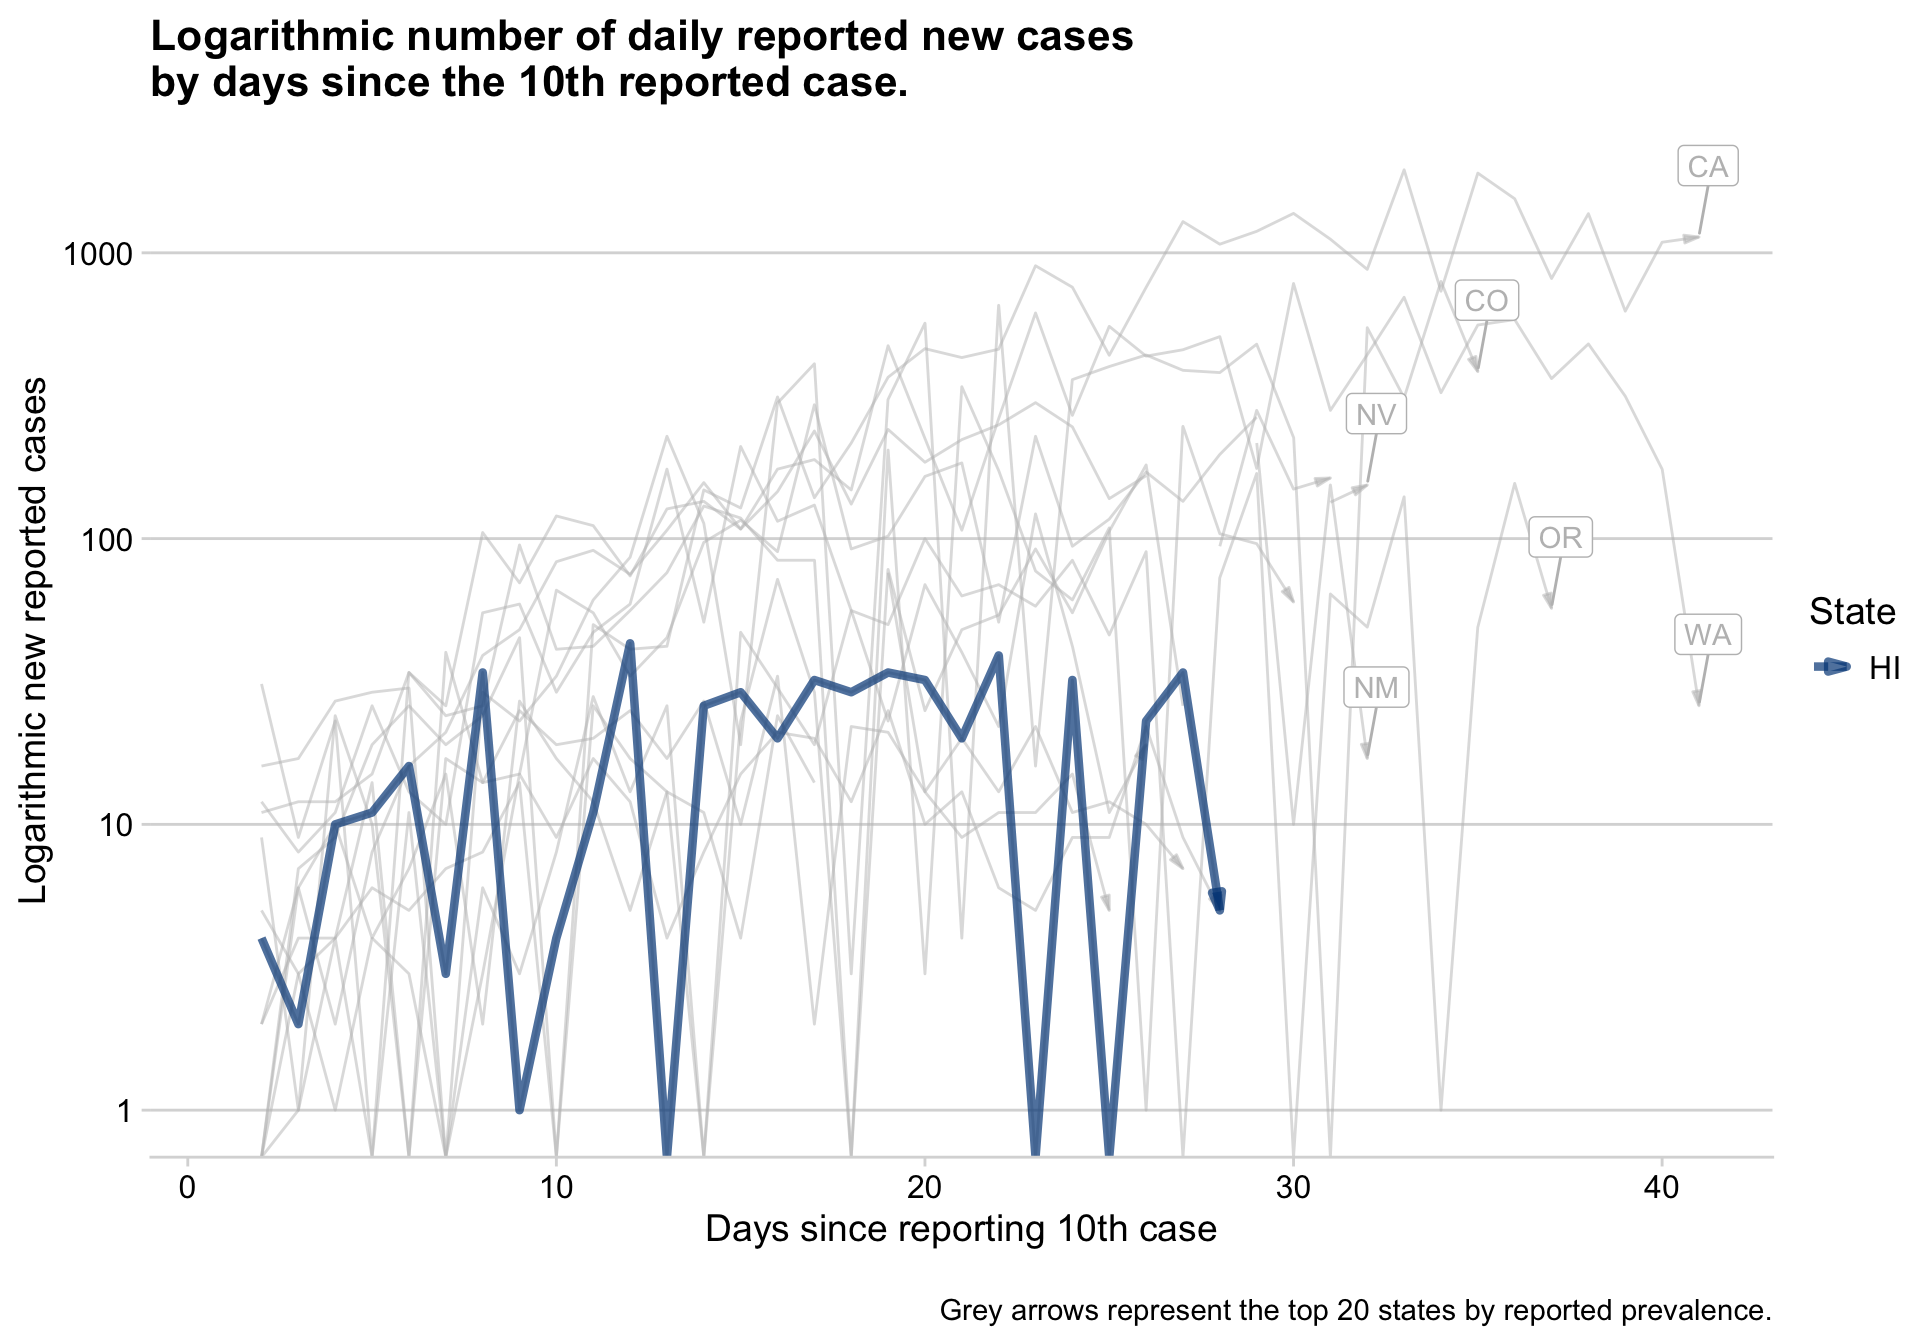 Logarithmic number of daily reported new cases
by days since the 10th reported case.
Logarithmic new reported cases
1000
100
10
1
CA
CO
NV
OR
WA
NM
State
HI
0
10
20
30
40
Days since reporting 10th case
Grey arrows represent the top 20 states by reported prevalence.